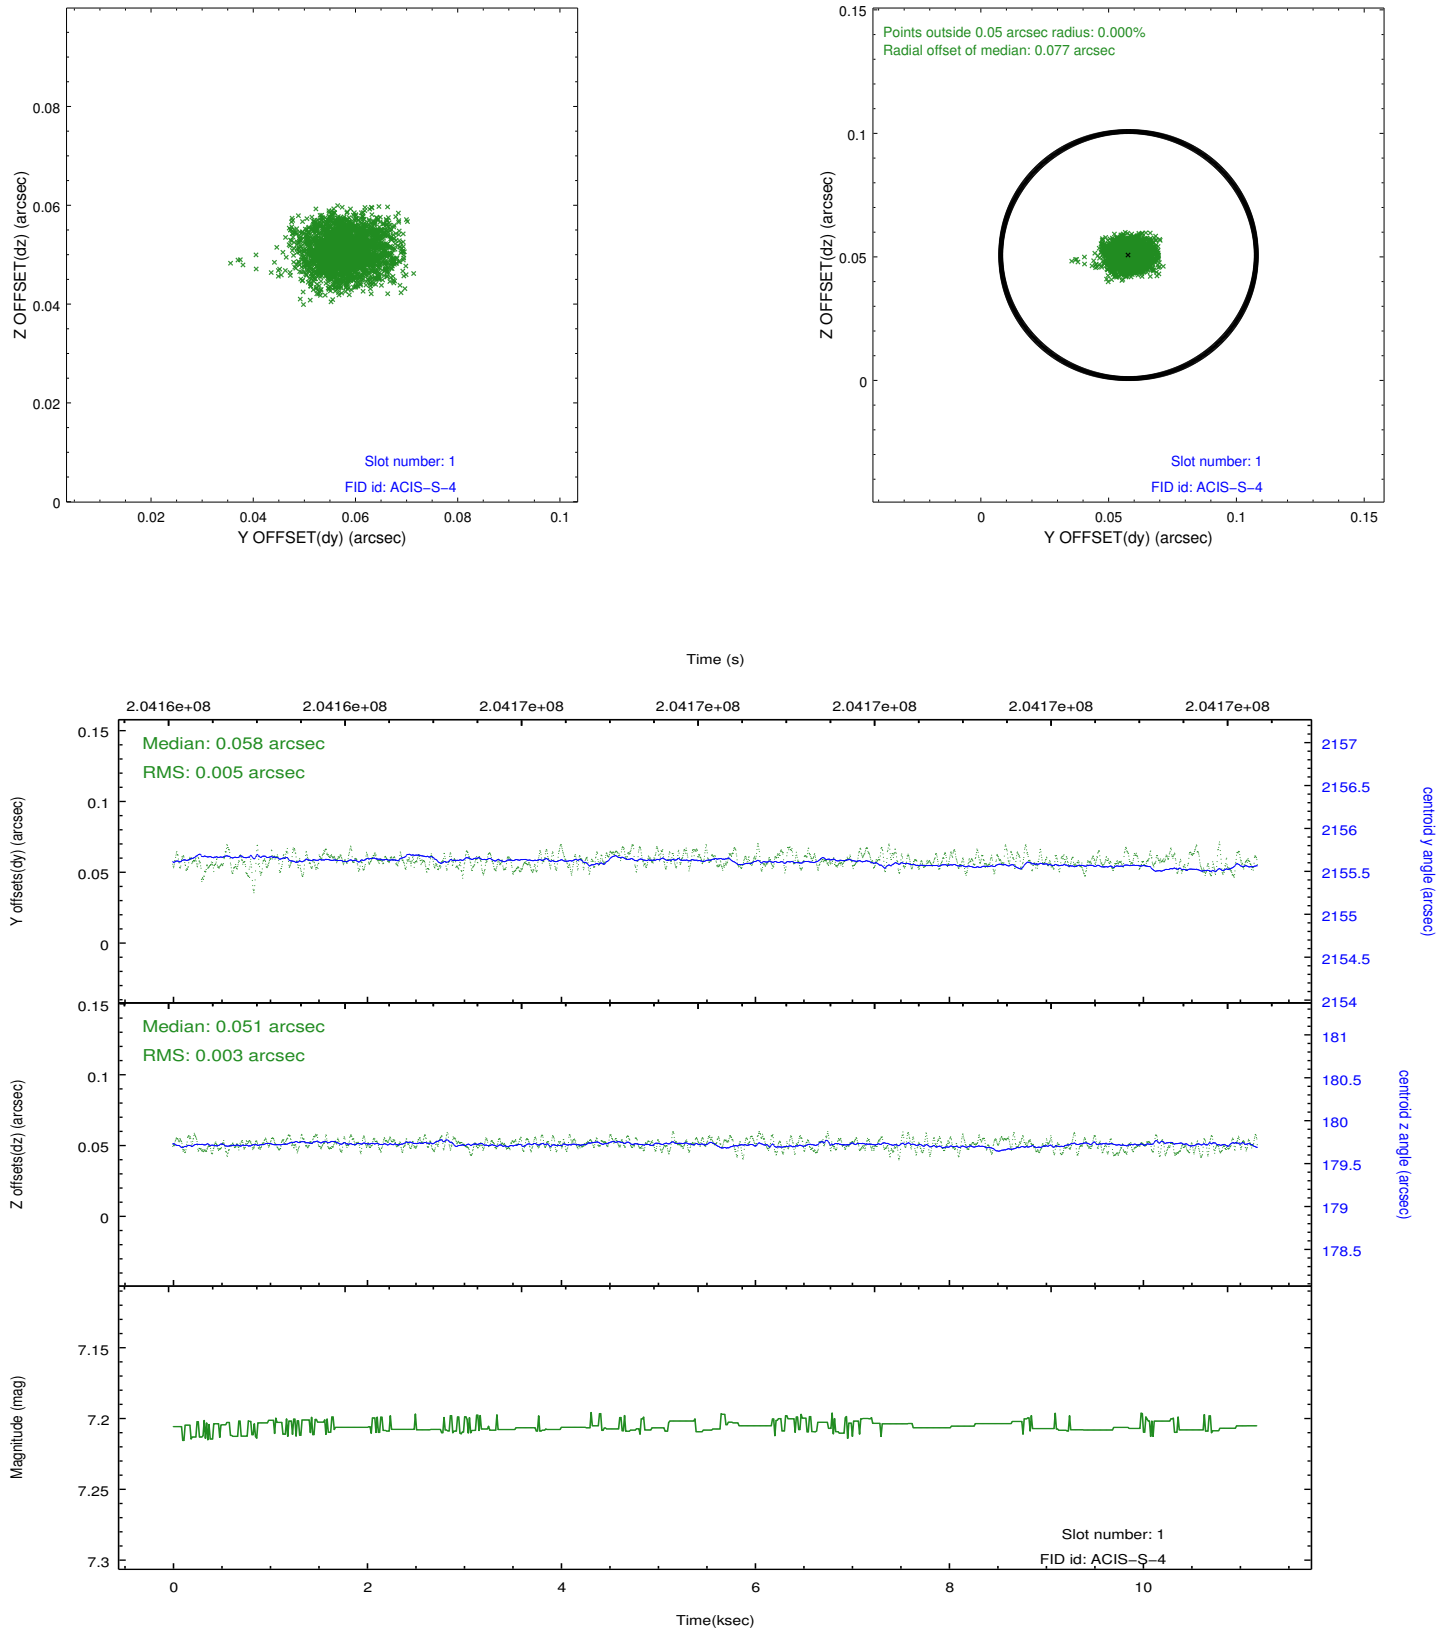 0.08
0.06
0.04
0.02
0
0.02
0.04
0.06
0.08
0.1
Z OFFSET(dz) (arcsec)
Y OFFSET(dy) (arcsec)
Slot number: 1
FID id: ACIS−S−4
Points outside 0.05 arcsec radius: 0.000%
Radial offset of median: 0.077 arcsec
0.15
0.1
0.05
0
0
0.05
0.1
0.15
Z OFFSET(dz) (arcsec)
Y OFFSET(dy) (arcsec)
Slot number: 1
FID id: ACIS−S−4
Time (s)
2.0416e+08 2.0416e+08 2.0417e+08 2.0417e+08 2.0417e+08 2.0417e+08 2.0417e+08
Median: 0.058 arcsec
RMS: 0.005 arcsec
0.15
0.1
0.05
0
Y offsets(dy) (arcsec)
2157
2156.5
2156
2155.5
2155
2154.5
2154
centroid y angle (arcsec)
Median: 0.051 arcsec
RMS: 0.003 arcsec
0.15
0.1
0.05
0
Z offsets(dz) (arcsec)
181
180.5
180
179.5
179
178.5
centroid z angle (arcsec)
7.15
7.2
7.25
7.3
Magnitude (mag)
Slot number: 1
FID id: ACIS−S−4
0 2 4 6 8 10
Time(ksec)